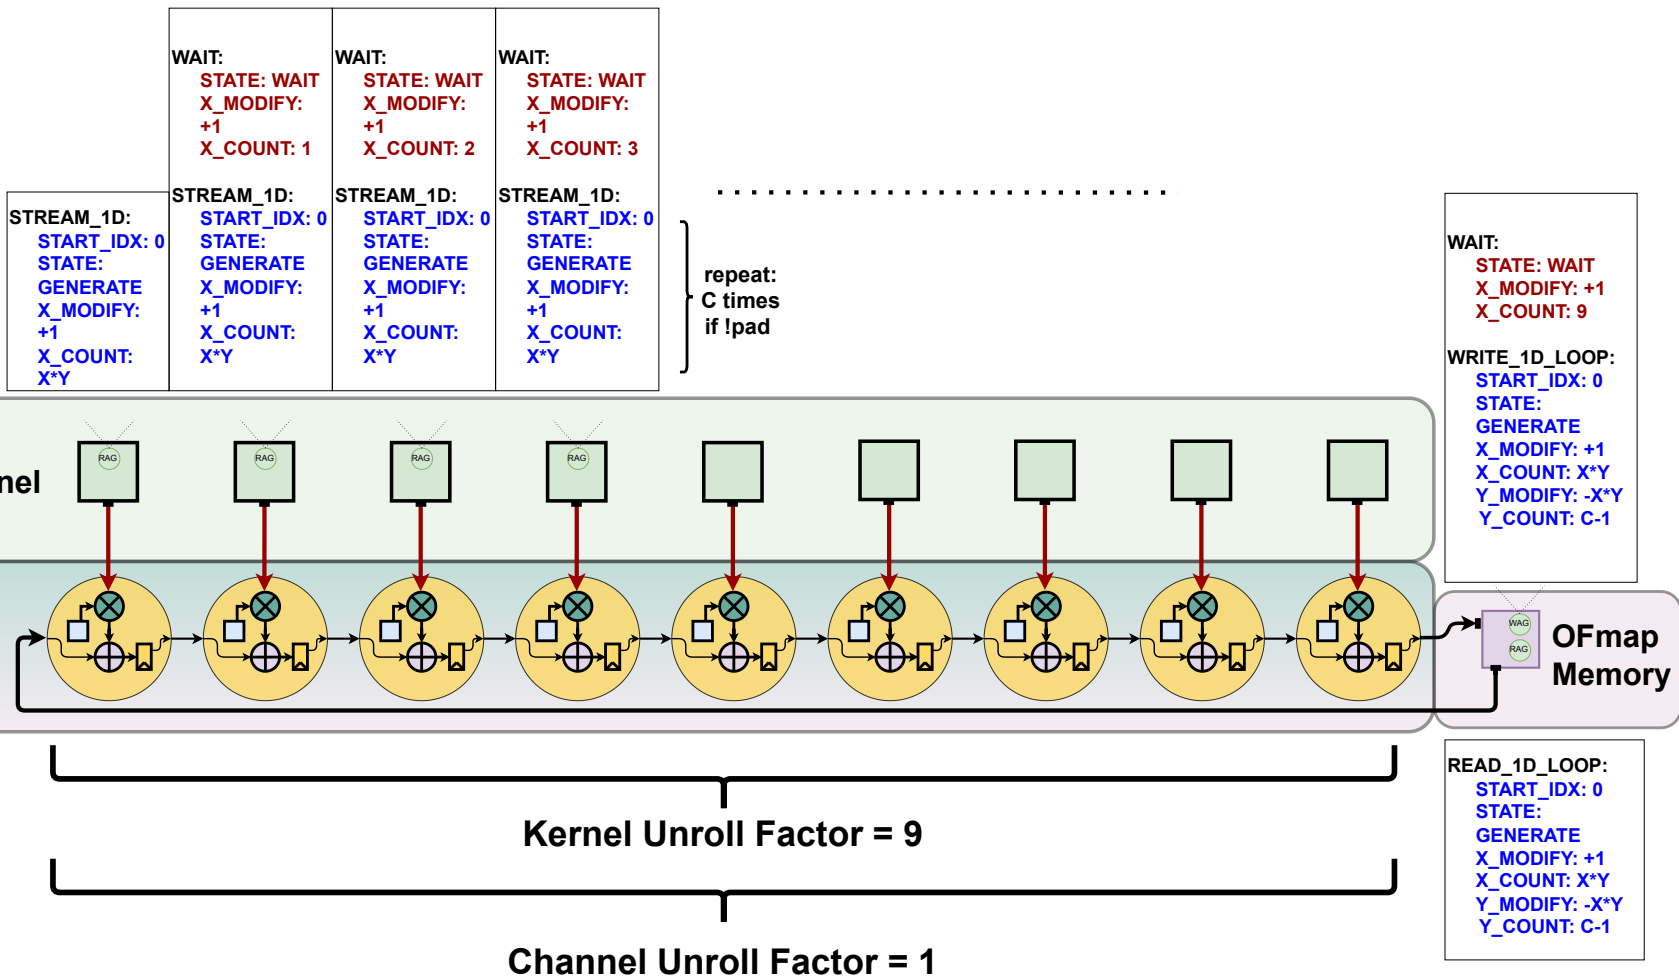 WAIT:
STATE: WAIT
X_MODIFY:
+1
X_COUNT: 1
STREAM_1D:
START_IDX: 0
STATE:
GENERATE
X_MODIFY:
+1
X_COUNT:
X*Y
WAIT:
STATE: WAIT
X_MODIFY:
+1
X_COUNT: 2
STREAM_1D:
START_IDX: 0
STATE:
GENERATE
X_MODIFY:
+1
X_COUNT:
X*Y
WAIT:
STATE: WAIT
X_MODIFY:
+1
X_COUNT: 3
STREAM_1D:
START_IDX: 0
STATE:
GENERATE
X_MODIFY:
+1
X_COUNT:
X*Y
STREAM_1D:
START_IDX: 0
STATE:
GENERATE
X_MODIFY:
+1
X_COUNT:
X*Y
repeat:
C times
if !pad
WAIT:
STATE: WAIT
X_MODIFY: +1
X_COUNT: 9
WRITE_1D_LOOP:
START_IDX: 0
STATE:
GENERATE
X_MODIFY: +1
X_COUNT: X*Y
Y_MODIFY: -X*Y
Y_COUNT: C-1
nel
RAG
RAG
RAG
RAG
WAG
RAG
OFmap
Memory
READ_1D_LOOP:
START_IDX: 0
STATE:
GENERATE
X_MODIFY: +1
X_COUNT: X*Y
Y_MODIFY: -X*Y
Y_COUNT: C-1
Kernel Unroll Factor = 9
Channel Unroll Factor = 1